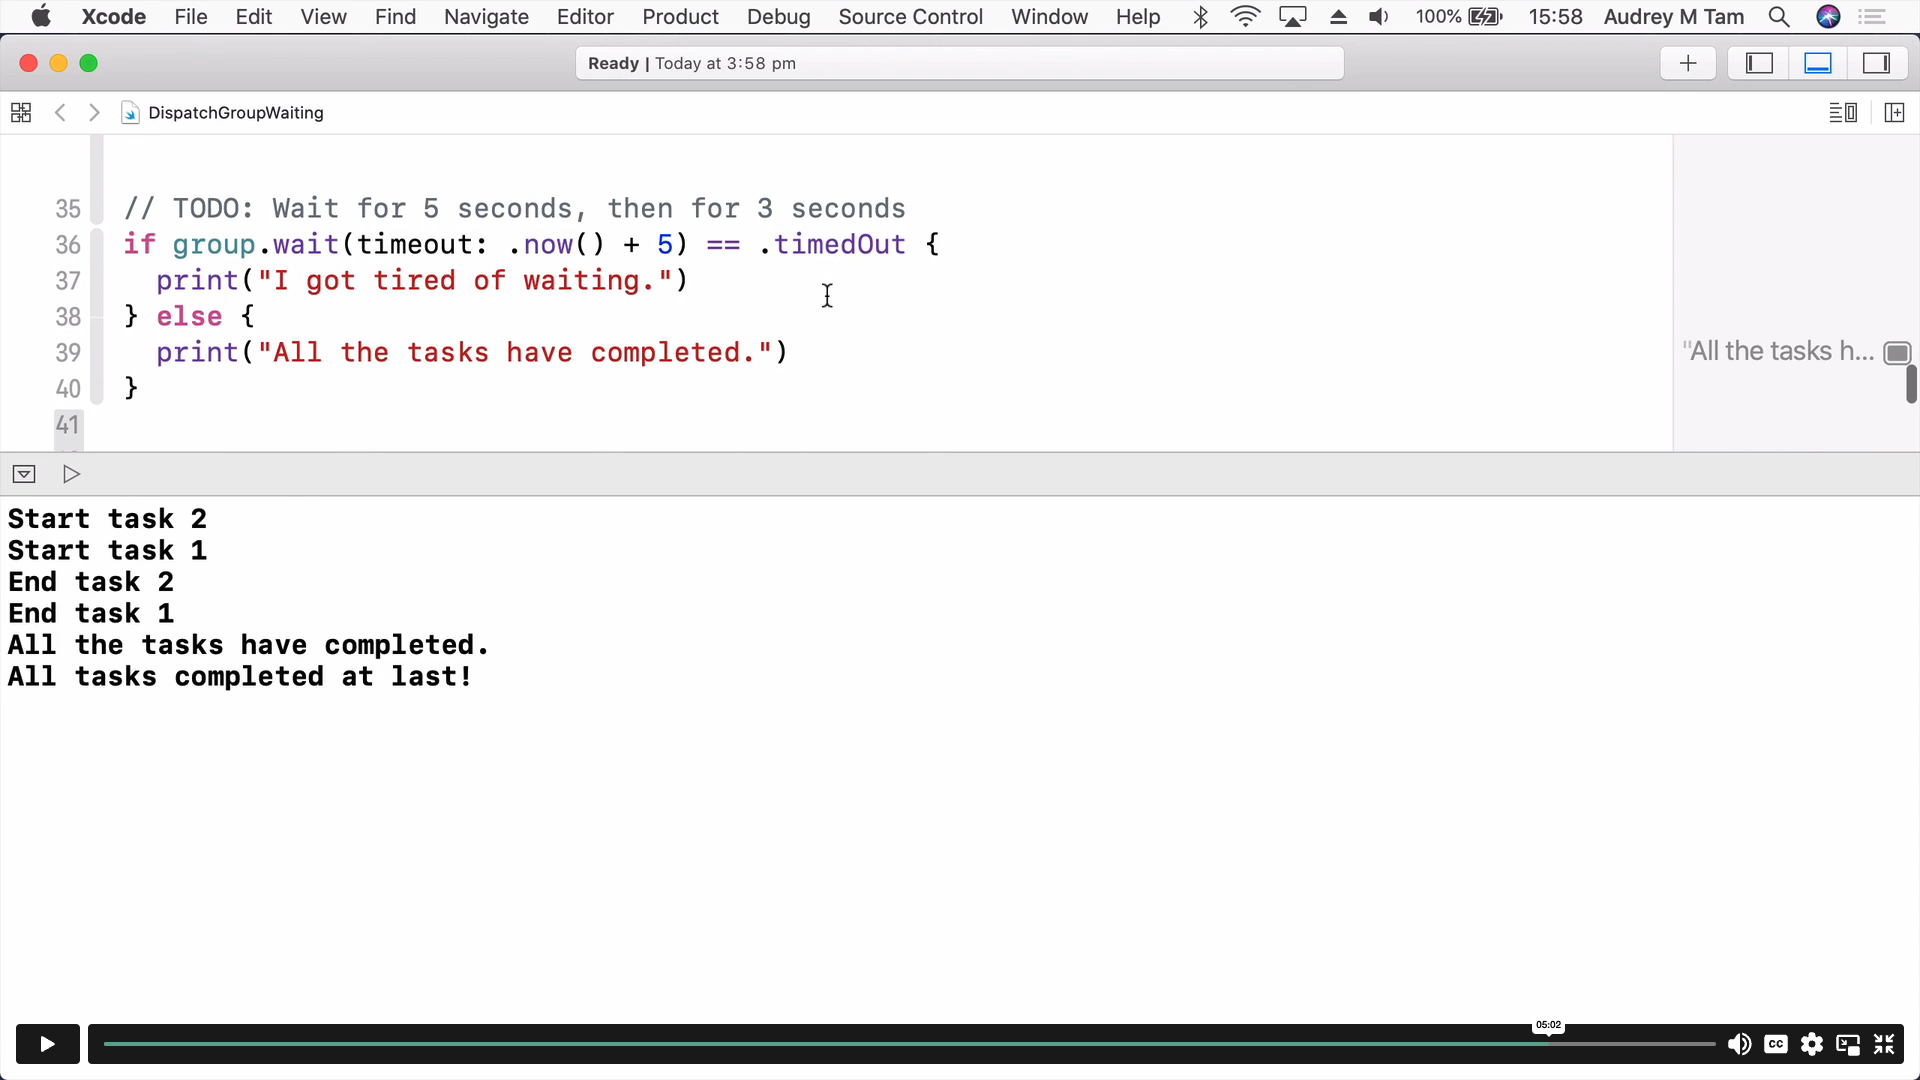 Xcode File Edit View Find Navigate Editor Product Debug Source Control Window Help 100% 15:58 Audrey M Tam
Ready | Today at 3:58 pm
DispatchGroupWaiting
35 // TODO: Wait for 5 seconds, then for 3 seconds
36 if group.wait(timeout: .now() + 5) == .timedOut {
37 print("I got tired of waiting.")
38 } else {
39 print("All the tasks have completed.") "All the tasks h...
40 }
41
Start task 2
Start task 1
End task 2
End task 1
All the tasks have completed.
All tasks completed at last!
05:02
CC